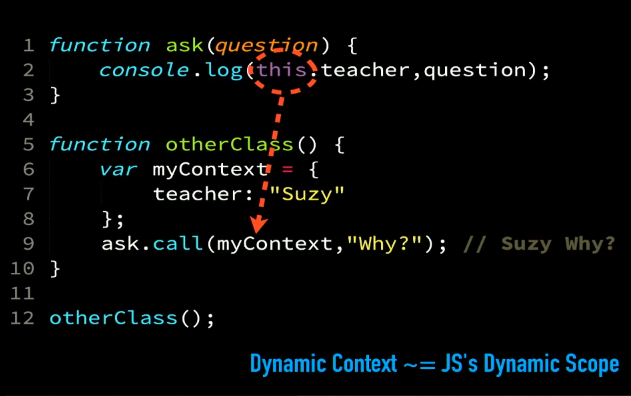 1 function ask(question) {
2     console.log(this.teacher,question);
3 }
4
5 function otherClass() {
6     var myContext = {
7         teacher: "Suzy"
8     };
9     ask.call(myContext,"Why?"); // Suzy Why?
10 }
11
12 otherClass();
Dynamic Context ~= JS's Dynamic Scope